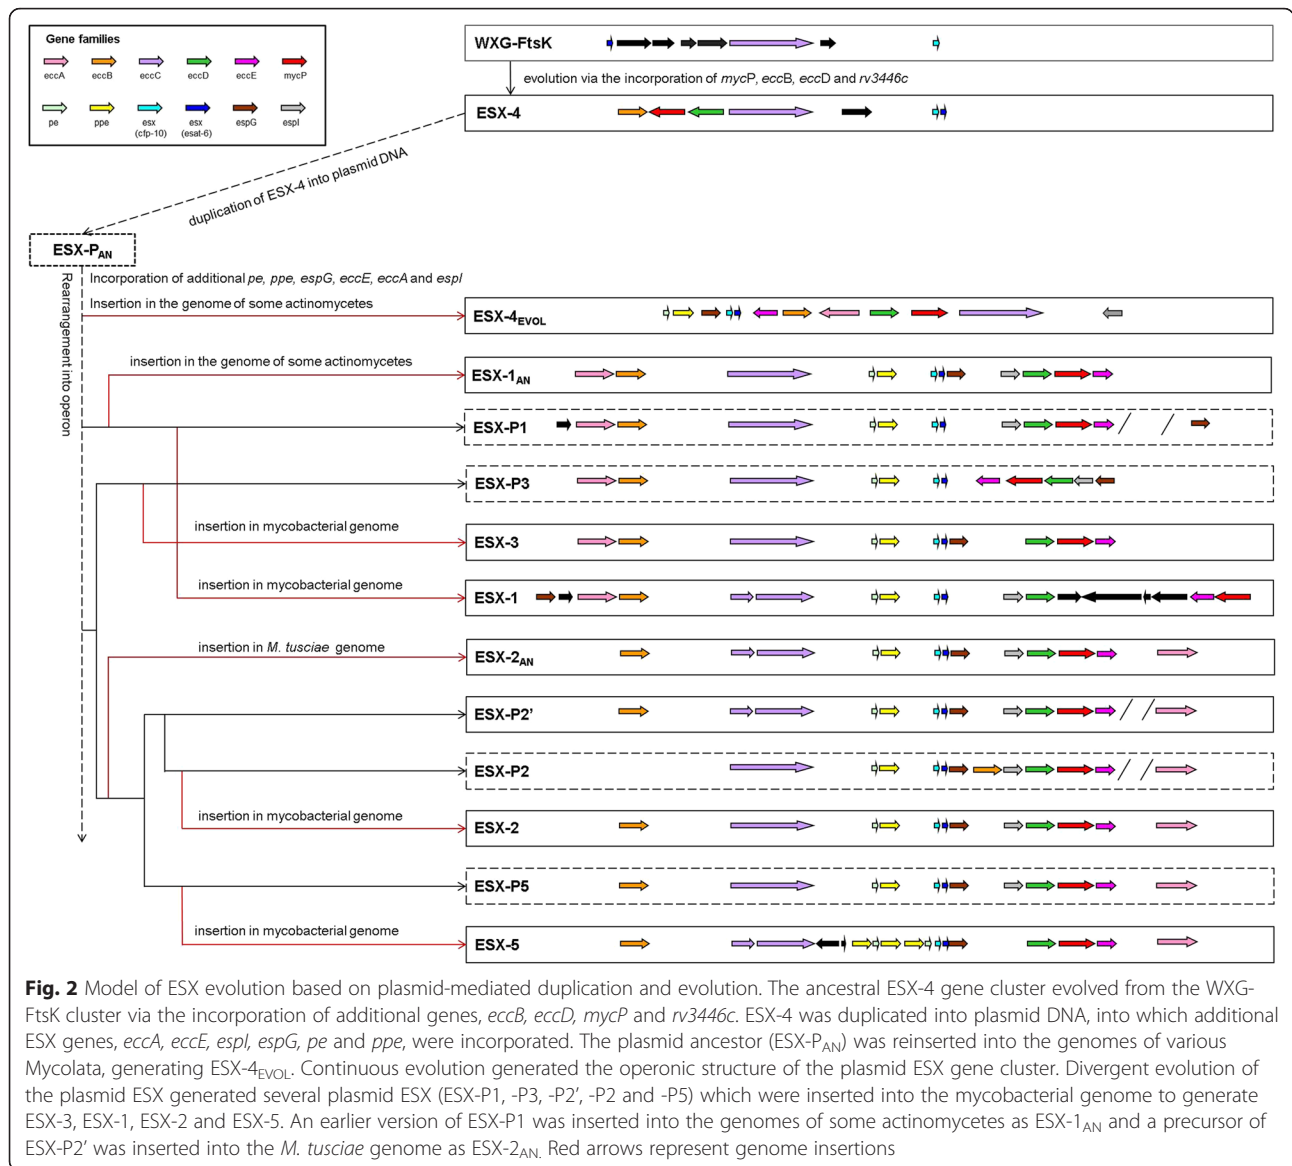 Gene families
eccA eccB eccC eccD eccE mycP
pe ppe esx (cfp-10) esx (esat-6) espG espI
WXG-FtsK
evolution via the incorporation of mycP, eccB, eccD and rv3446c
ESX-4
duplication of ESX-4 into plasmid DNA
ESX-PAN
Rearrangement into operon
Incorporation of additional pe, ppe, espG, eccE, eccA and espI
Insertion in the genome of some actinomycetes
ESX-4EVOL
insertion in the genome of some actinomycetes
ESX-1AN
ESX-P1
ESX-P3
insertion in mycobacterial genome
ESX-3
insertion in mycobacterial genome
ESX-1
insertion in M. tusciae genome
ESX-2AN
ESX-P2'
ESX-P2
insertion in mycobacterial genome
ESX-2
ESX-P5
insertion in mycobacterial genome
ESX-5
Fig. 2 Model of ESX evolution based on plasmid-mediated duplication and evolution. The ancestral ESX-4 gene cluster evolved from the WXG-
FtsK cluster via the incorporation of additional genes, eccB, eccD, mycP and rv3446c. ESX-4 was duplicated into plasmid DNA, into which additional
ESX genes, eccA, eccE, espI, espG, pe and ppe, were incorporated. The plasmid ancestor (ESX-PAN) was reinserted into the genomes of various
Mycolata, generating ESX-4EVOL. Continuous evolution generated the operonic structure of the plasmid ESX gene cluster. Divergent evolution of
the plasmid ESX generated several plasmid ESX (ESX-P1, -P3, -P2', -P2 and -P5) which were inserted into the mycobacterial genome to generate
ESX-3, ESX-1, ESX-2 and ESX-5. An earlier version of ESX-P1 was inserted into the genomes of some actinomycetes as ESX-1AN and a precursor of
ESX-P2' was inserted into the M. tusciae genome as ESX-2AN. Red arrows represent genome insertions